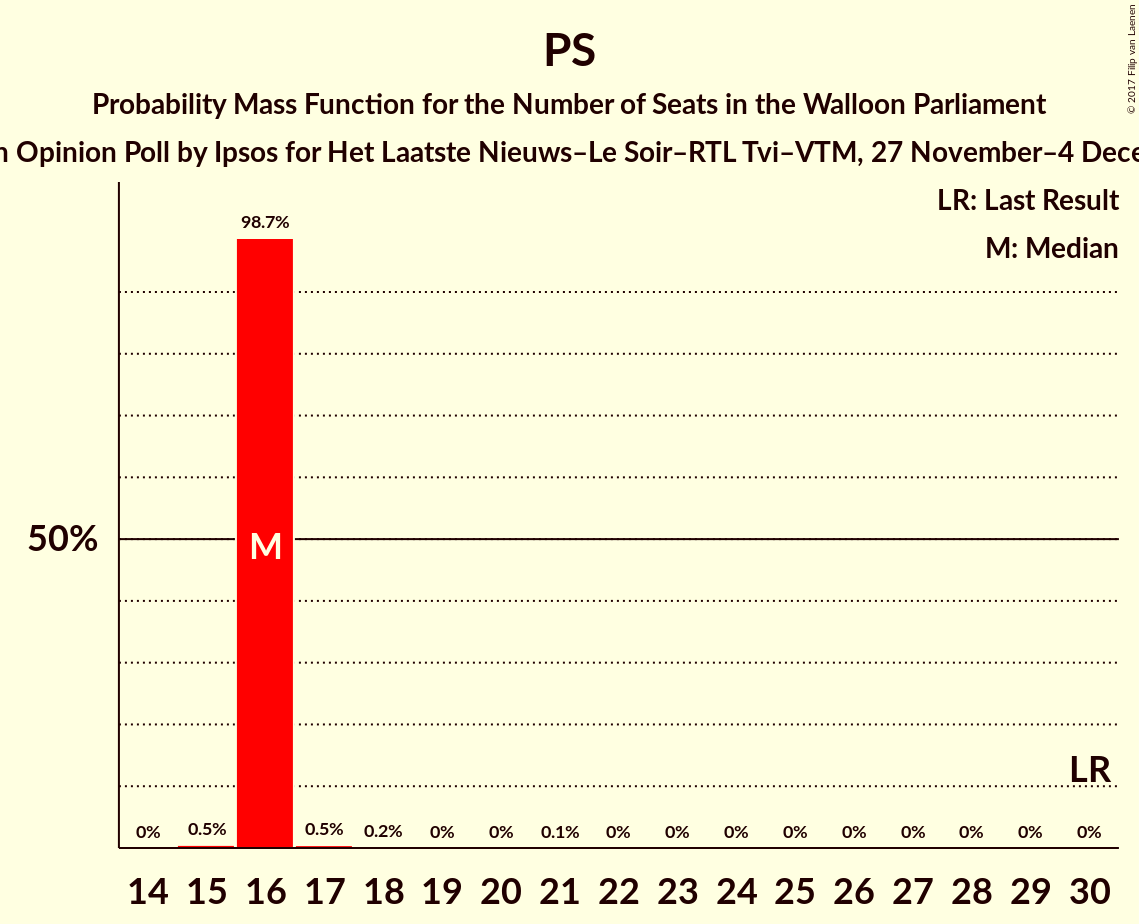 PS
Probability Mass Function for the Number of Seats in the Walloon Parliament
Opinion Poll by Ipsos for Het Laatste Nieuws–Le Soir–RTL Tvi–VTM, 27 November–4
© 2017 Filip van Laenen
LR: Last Result
M: Median
98.7%
50%
M
LR
0% 0.5% 0.5% 0.2% 0% 0% 0.1% 0% 0% 0% 0% 0% 0% 0% 0% 0%
14 15 16 17 18 19 20 21 22 23 24 25 26 27 28 29 30